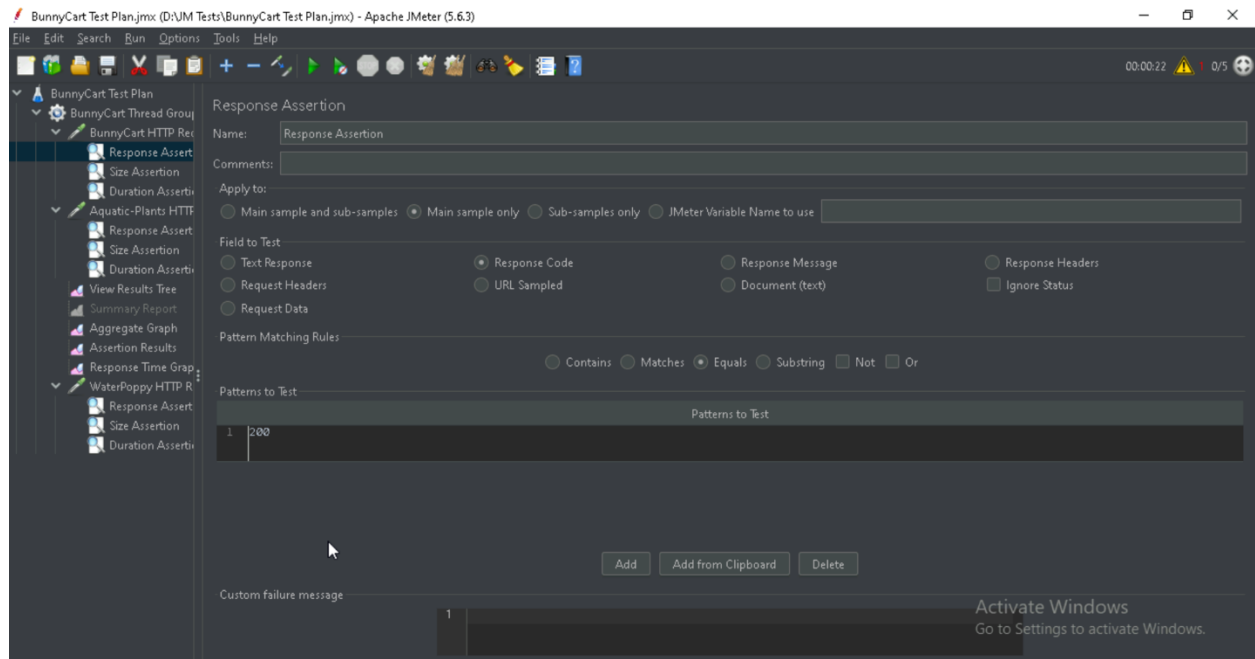 BunnyCart Test Plan.jmx (D:\JM Tests\BunnyCart Test Plan.jmx) - Apache JMeter (5.6.3)
File Edit Search Run Options Tools Help
00:00:22 1 0/5
BunnyCart Test Plan
BunnyCart Thread Group
BunnyCart HTTP Rec
Response Assert
Size Assertion
Duration Asserti
Aquatic-Plants HTTP
Response Assert
Size Assertion
Duration Asserti
View Results Tree
Summary Report
Aggregate Graph
Assertion Results
Response Time Grap
WaterPoppy HTTP R
Response Assert
Size Assertion
Duration Asserti
Response Assertion
Name: Response Assertion
Comments:
Apply to:
Main sample and sub-samples Main sample only Sub-samples only JMeter Variable Name to use
Field to Test
Text Response Response Code Response Message Response Headers
Request Headers URL Sampled Document (text) Ignore Status
Request Data
Pattern Matching Rules
Contains Matches Equals Substring Not Or
Patterns to Test
Patterns to Test
1 200
Add Add from Clipboard Delete
Custom failure message
1
Activate Windows
Go to Settings to activate Windows.